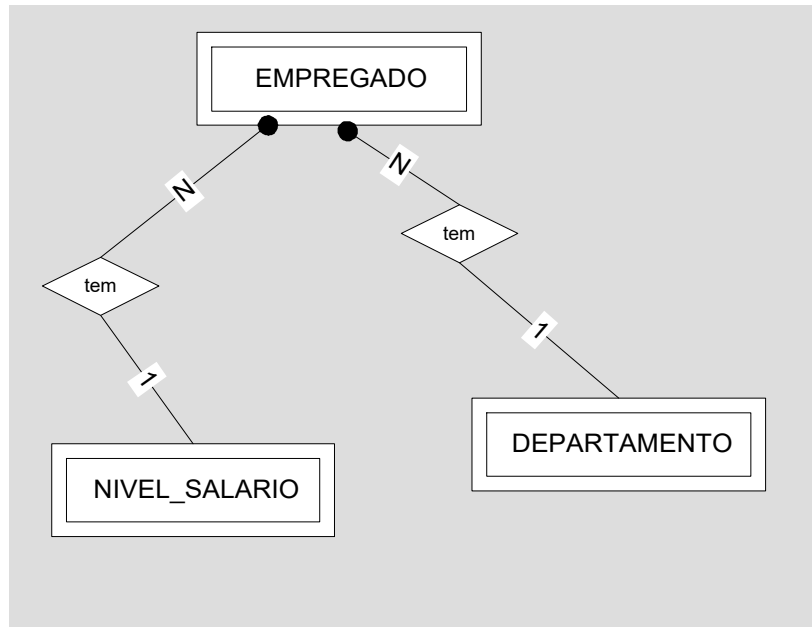 EMPREGADO
N
N
tem
tem
1
1
DEPARTAMENTO
NIVEL_SALARIO